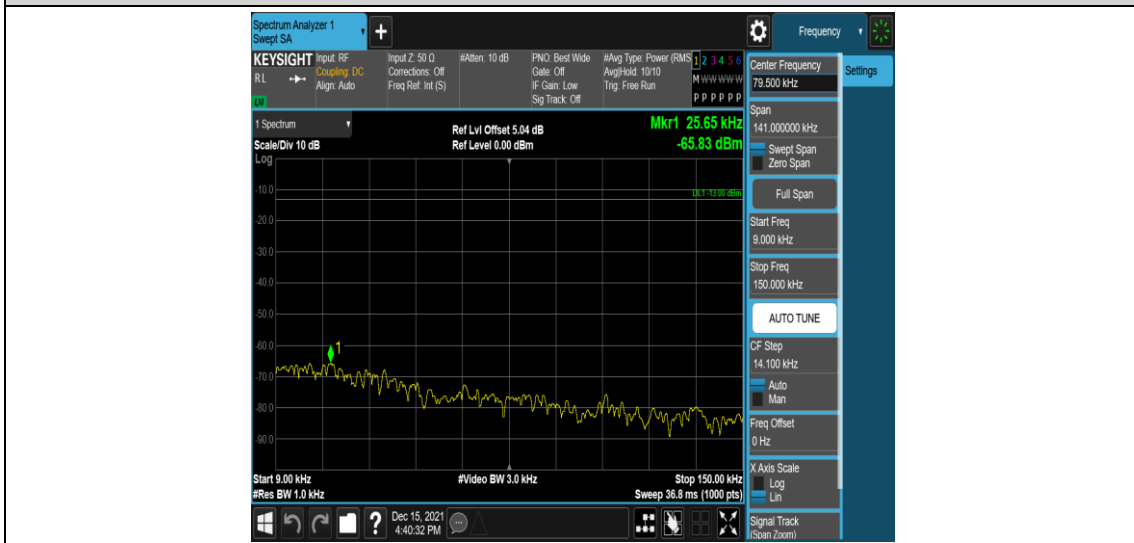 Spectrum Analyzer 1
Swept SA
+
Frequency
KEYSIGHT
RL
LXI
Input: RF
Coupling: DC
Align: Auto
Input Z: 50 Ω
Corrections: Off
Freq Ref: Int (S)
#Atten: 10 dB
PNO: Best Wide
Gate: Off
IF Gain: Low
Sig Track: Off
#Avg Type: Power (RMS
Avg|Hold: 10/10
Trig: Free Run
1 2 3 4 5 6
M W W W W W
P P P P P P
1 Spectrum
Scale/Div 10 dB
Log
Ref Lvl Offset 5.04 dB
Ref Level 0.00 dBm
Mkr1 25.65 kHz
-65.83 dBm
DL1 -13.00 dBm
-10.0
-20.0
-30.0
-40.0
-50.0
-60.0
-70.0
-80.0
-90.0
1
Start 9.00 kHz
#Res BW 1.0 kHz
#Video BW 3.0 kHz
Stop 150.00 kHz
Sweep 36.8 ms (1000 pts)
Center Frequency
79.500 kHz
Settings
Span
141.000000 kHz
Swept Span
Zero Span
Full Span
Start Freq
9.000 kHz
Stop Freq
150.000 kHz
AUTO TUNE
CF Step
14.100 kHz
Auto
Man
Freq Offset
0 Hz
X Axis Scale
Log
Lin
Signal Track
(Span Zoom)
?
Dec 15, 2021
4:40:32 PM